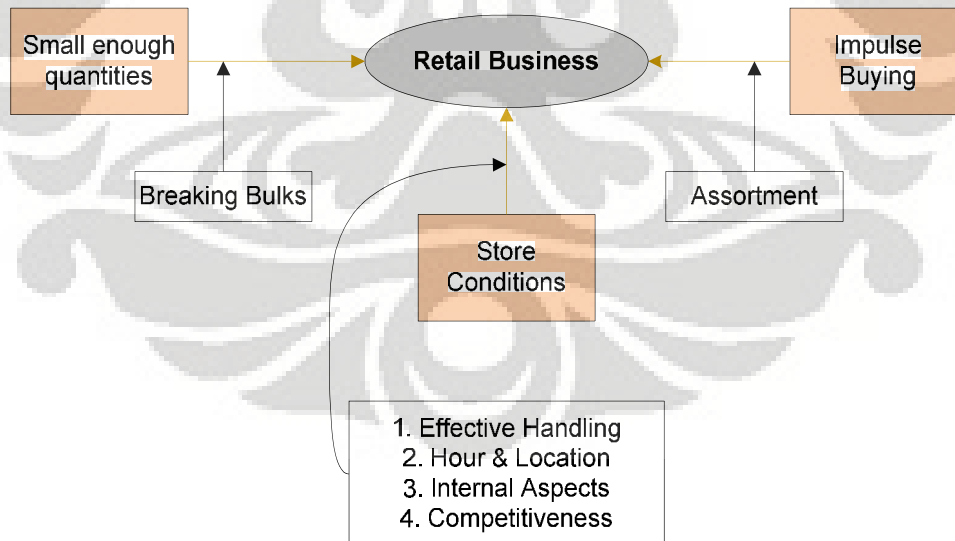 Small enough
quantities
Retail Business
Impulse
Buying
Breaking Bulks
Assortment
Store
Conditions
1. Effective Handling
2. Hour & Location
3. Internal Aspects
4. Competitiveness